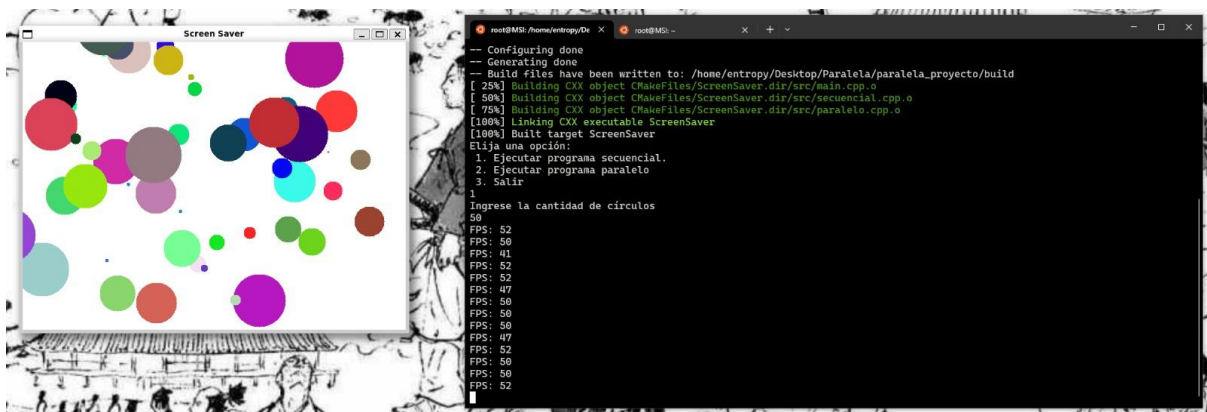 Screen Saver
root@MSI: /home/entropy/De
root@MSI: ~
-- Configuring done
-- Generating done
-- Build files have been written to: /home/entropy/Desktop/Paralela/paralela_proyecto/build
[ 25%] Building CXX object CMakeFiles/ScreenSaver.dir/src/main.cpp.o
[ 50%] Building CXX object CMakeFiles/ScreenSaver.dir/src/secuencial.cpp.o
[ 75%] Building CXX object CMakeFiles/ScreenSaver.dir/src/paralelo.cpp.o
[100%] Linking CXX executable ScreenSaver
[100%] Built target ScreenSaver
Elija una opción:
1. Ejecutar programa secuencial.
2. Ejecutar programa paralelo
3. Salir
1
Ingrese la cantidad de círculos
50
FPS: 52
FPS: 50
FPS: 41
FPS: 52
FPS: 52
FPS: 47
FPS: 50
FPS: 50
FPS: 50
FPS: 47
FPS: 52
FPS: 50
FPS: 50
FPS: 52